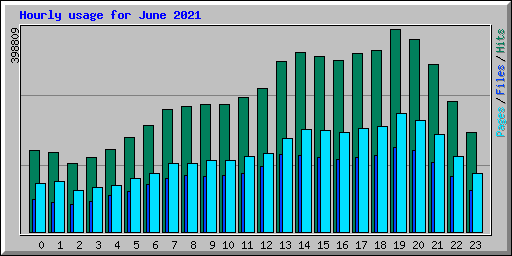 Hourly usage for June 2021
398809
Pages/Files/Hits
0 1 2 3 4 5 6 7 8 9 10 11 12 13 14 15 16 17 18 19 20 21 22 23